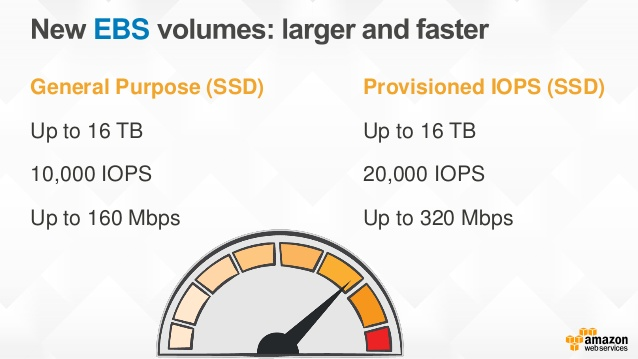 New EBS volumes: larger and faster
General Purpose (SSD)
Up to 16 TB
10,000 IOPS
Up to 160 Mbps
Provisioned IOPS (SSD)
Up to 16 TB
20,000 IOPS
Up to 320 Mbps
amazon
web services